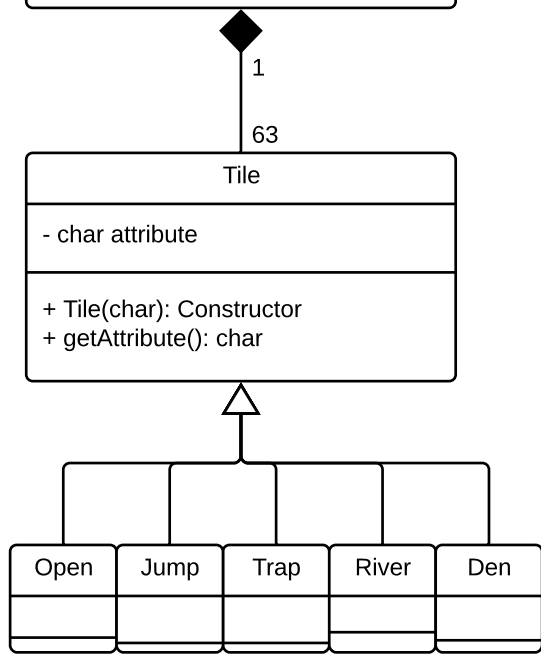 1
63
Tile
- char attribute
+ Tile(char): Constructor
+ getAttribute(): char
Open
Jump
Trap
River
Den